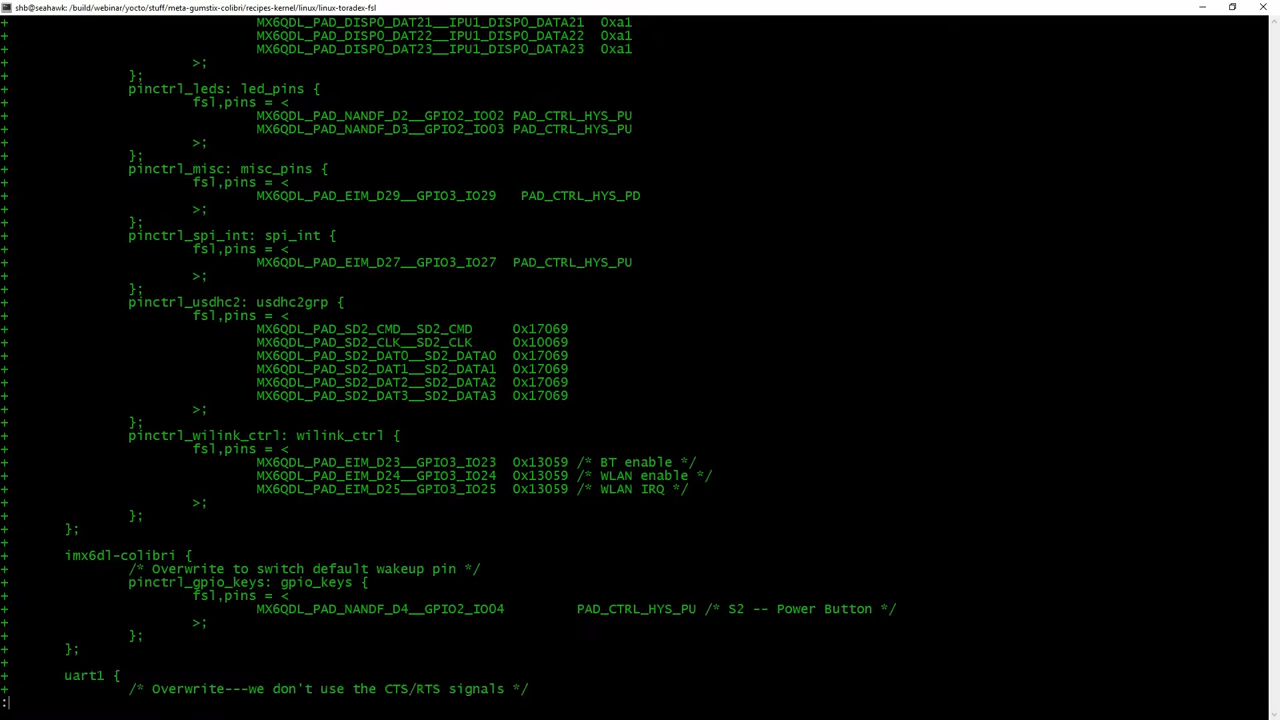 shb@seahawk: /build/webinar/yocto/stuff/meta-gumstix-colibri/recipes-kernel/linux/linux-toradex-fsl
+ MX6QDL_PAD_DISP0_DAT21__IPU1_DISP0_DATA21 0xa1
+ MX6QDL_PAD_DISP0_DAT22__IPU1_DISP0_DATA22 0xa1
+ MX6QDL_PAD_DISP0_DAT23__IPU1_DISP0_DATA23 0xa1
+ >;
+ };
+ pinctrl_leds: led_pins {
+ fsl,pins = <
+ MX6QDL_PAD_NANDF_D2__GPIO2_IO02 PAD_CTRL_HYS_PU
+ MX6QDL_PAD_NANDF_D3__GPIO2_IO03 PAD_CTRL_HYS_PU
+ >;
+ };
+ pinctrl_misc: misc_pins {
+ fsl,pins = <
+ MX6QDL_PAD_EIM_D29__GPIO3_IO29 PAD_CTRL_HYS_PD
+ >;
+ };
+ pinctrl_spi_int: spi_int {
+ fsl,pins = <
+ MX6QDL_PAD_EIM_D27__GPIO3_IO27 PAD_CTRL_HYS_PU
+ >;
+ };
+ pinctrl_usdhc2: usdhc2grp {
+ fsl,pins = <
+ MX6QDL_PAD_SD2_CMD__SD2_CMD 0x17069
+ MX6QDL_PAD_SD2_CLK__SD2_CLK 0x10069
+ MX6QDL_PAD_SD2_DAT0__SD2_DATA0 0x17069
+ MX6QDL_PAD_SD2_DAT1__SD2_DATA1 0x17069
+ MX6QDL_PAD_SD2_DAT2__SD2_DATA2 0x17069
+ MX6QDL_PAD_SD2_DAT3__SD2_DATA3 0x17069
+ >;
+ };
+ pinctrl_wilink_ctrl: wilink_ctrl {
+ fsl,pins = <
+ MX6QDL_PAD_EIM_D23__GPIO3_IO23 0x13059 /* BT enable */
+ MX6QDL_PAD_EIM_D24__GPIO3_IO24 0x13059 /* WLAN enable */
+ MX6QDL_PAD_EIM_D25__GPIO3_IO25 0x13059 /* WLAN IRQ */
+ >;
+ };
+ };
+
+ imx6dl-colibri {
+ /* Overwrite to switch default wakeup pin */
+ pinctrl_gpio_keys: gpio_keys {
+ fsl,pins = <
+ MX6QDL_PAD_NANDF_D4__GPIO2_IO04 PAD_CTRL_HYS_PU /* S2 -- Power Button */
+ >;
+ };
+ };
+
+ uart1 {
+ /* Overwrite---we don't use the CTS/RTS signals */
: